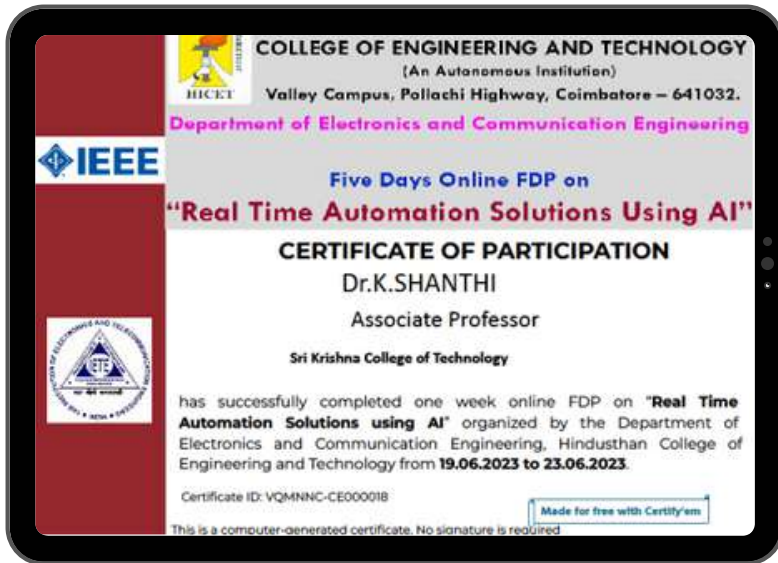 COLLEGE OF ENGINEERING AND TECHNOLOGY
(An Autonomous Institution)
HICET
Valley Campus, Pollachi Highway, Coimbatore – 641032.
Department of Electronics and Communication Engineering
IEEE
Five Days Online FDP on
“Real Time Automation Solutions Using AI”
CERTIFICATE OF PARTICIPATION
Dr.K.SHANTHI
Associate Professor
Sri Krishna College of Technology
IETE
has successfully completed one week online FDP on "Real Time
Automation Solutions using AI" organized by the Department of
Electronics and Communication Engineering, Hindusthan College of
Engineering and Technology from 19.06.2023 to 23.06.2023.
Certificate ID: VQMNNC-CE000018
Made for free with Certify'em
This is a computer-generated certificate. No signature is required